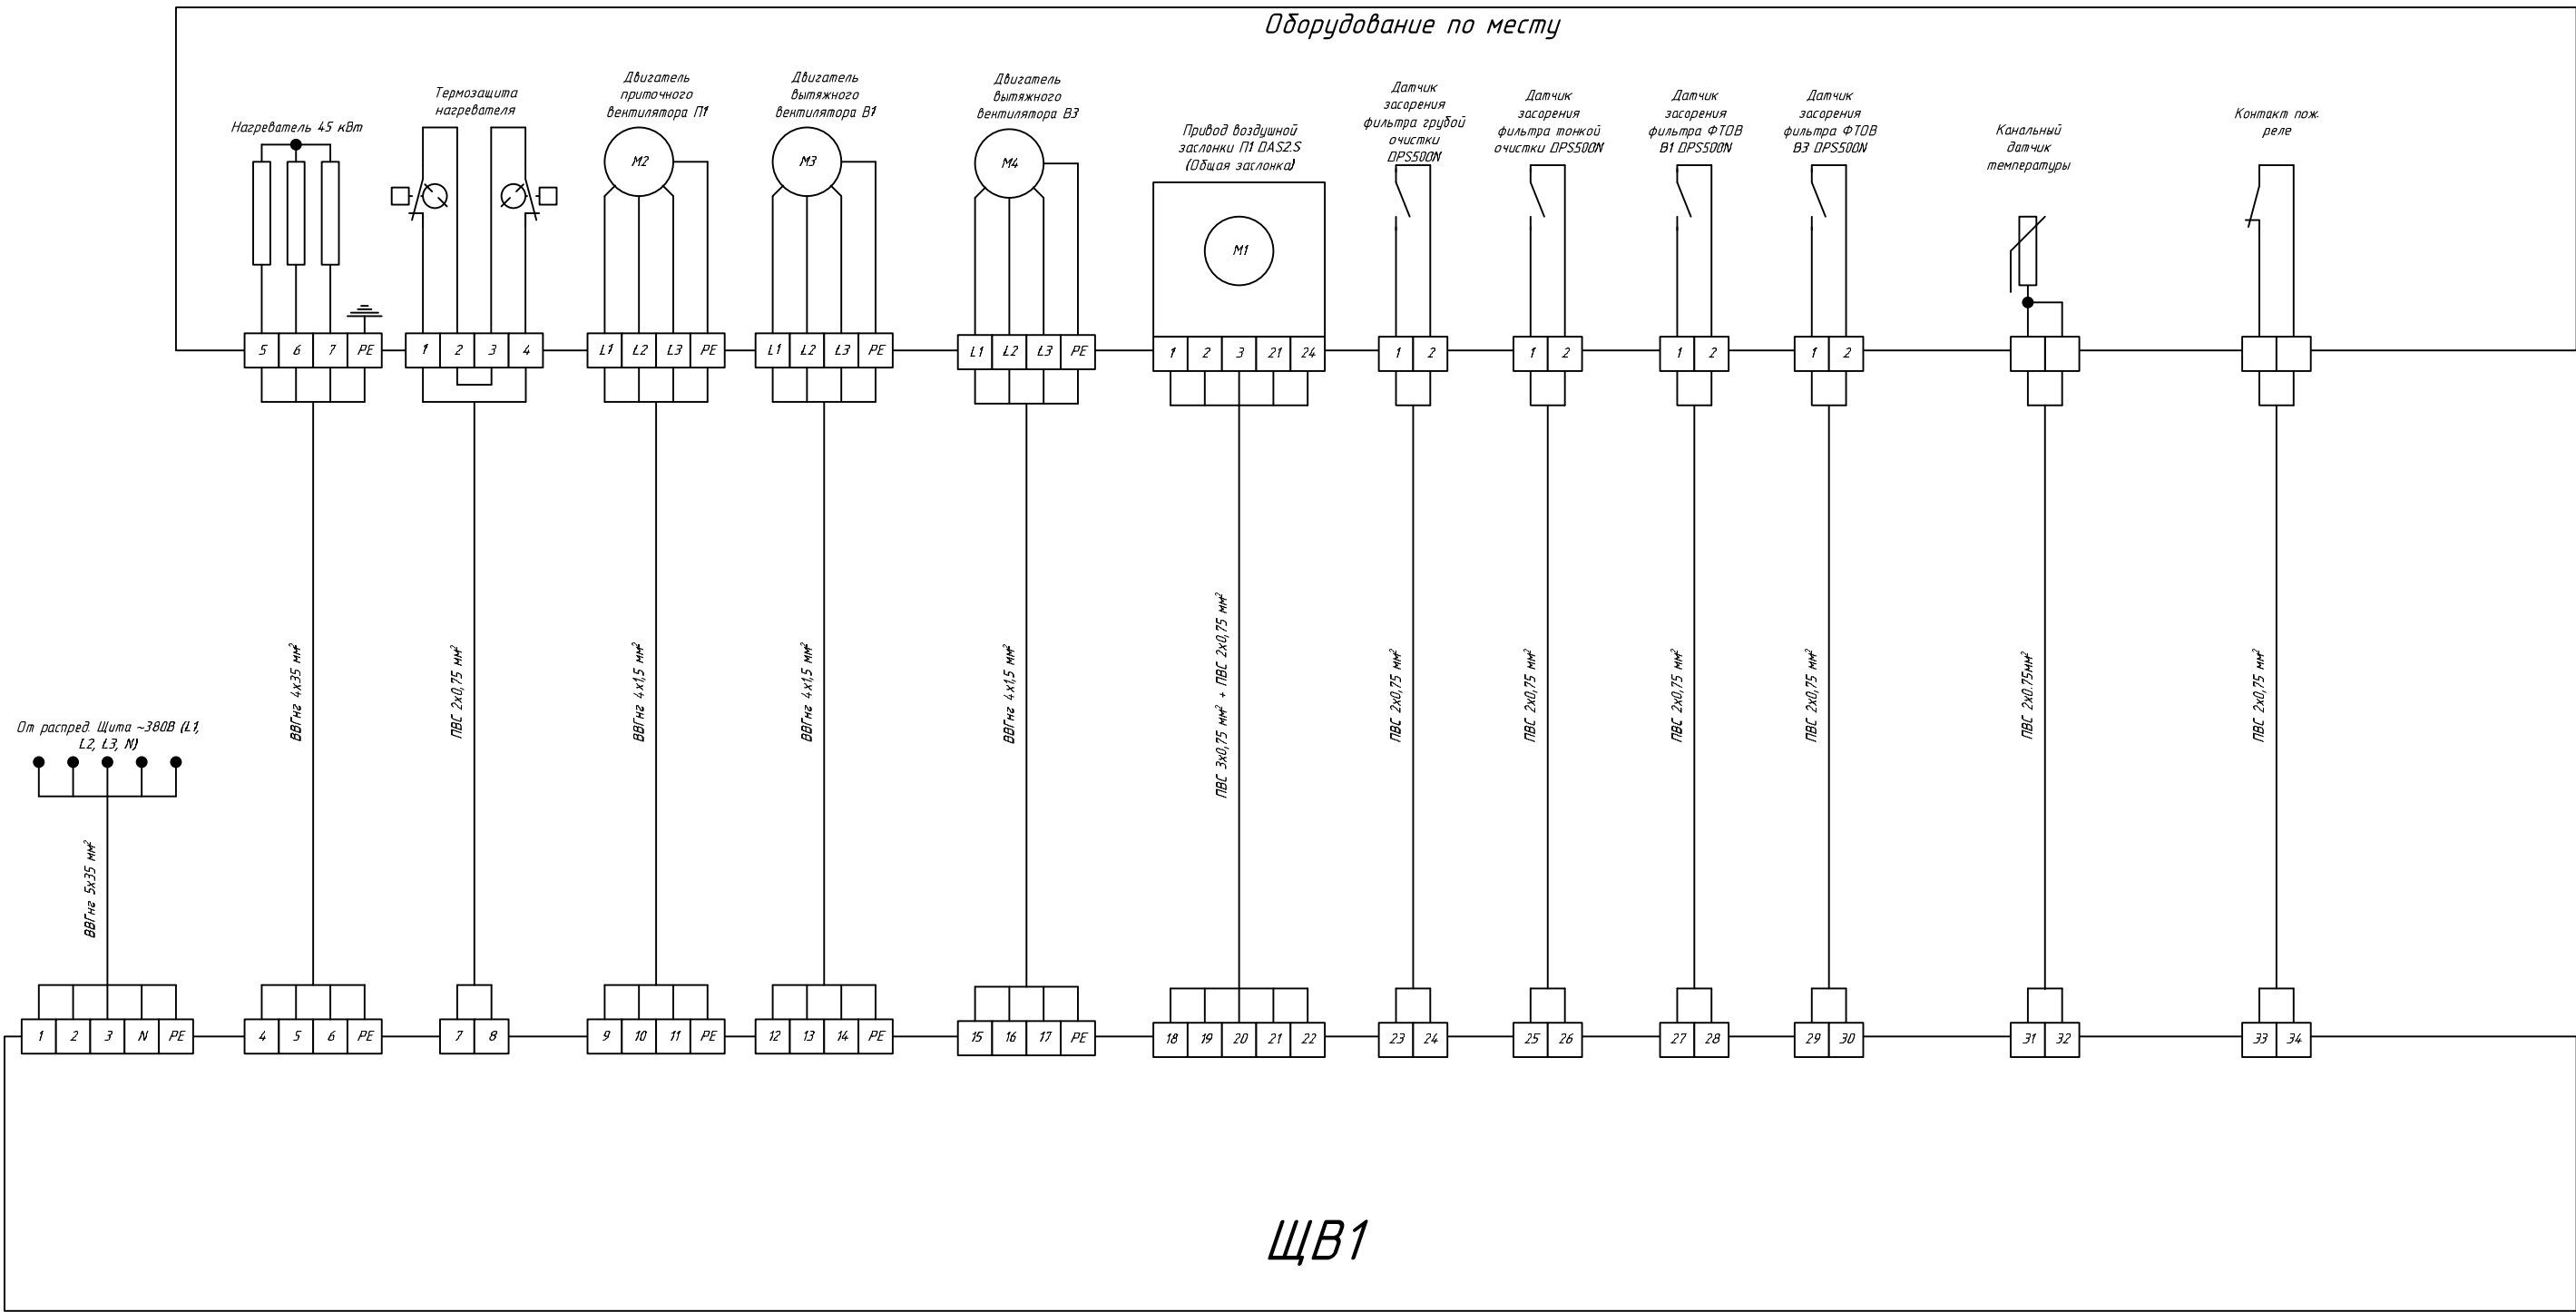 Оборудование по месту
Нагреватель 45 кВт
Термозащита
нагревателя
Двигатель
приточного
вентилятора П1
Двигатель
вытяжного
вентилятора В1
Двигатель
вытяжного
вентилятора В3
Привод воздушной
заслонки П1 DAS2.S
(Общая заслонка)
Датчик
засорения
фильтра грубой
очистки
DPS500N
Датчик
засорения
фильтра тонкой
очистки DPS500N
Датчик
засорения
фильтра ФТОВ
В1 DPS500N
Датчик
засорения
фильтра ФТОВ
В3 DPS500N
Канальный
датчик
температуры
Контакт пож.
реле
М2
М3
М4
М1
5 6 7 PE
1 2 3 4
L1 L2 L3 PE
L1 L2 L3 PE
L1 L2 L3 PE
1 2 3 21 24
1 2
1 2
1 2
1 2
От распред. Щита ~380В (L1,
L2, L3, N)
ВВГнг 5х35 мм²
ВВГнг 4х35 мм²
ПВС 2х0,75 мм²
ВВГнг 4х1,5 мм²
ВВГнг 4х1,5 мм²
ВВГнг 4х1,5 мм²
ПВС 3х0,75 мм² + ПВС 2х0,75 мм²
ПВС 2х0,75 мм²
ПВС 2х0,75 мм²
ПВС 2х0,75 мм²
ПВС 2х0,75 мм²
ПВС 2х0.75мм²
ПВС 2х0,75 мм²
1 2 3 N PE
4 5 6 PE
7 8
9 10 11 PE
12 13 14 PE
15 16 17 PE
18 19 20 21 22
23 24
25 26
27 28
29 30
31 32
33 34
ЩВ1